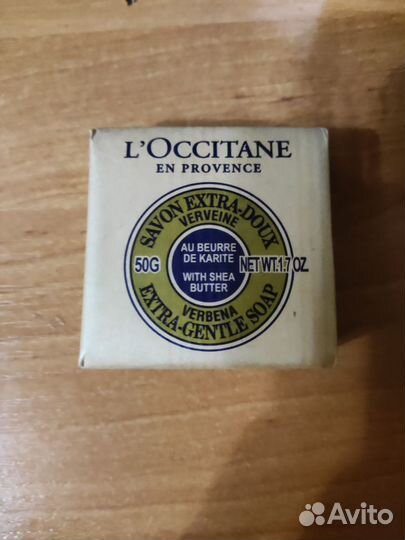 L'OCCITANE
EN PROVENCE
SAVON EXTRA-DOUX
VERVEINE
AU BEURRE
DE KARITE
50G
NET WT.1.7 OZ.
WITH SHEA
BUTTER
VERBENA
EXTRA-GENTLE SOAP
Avito